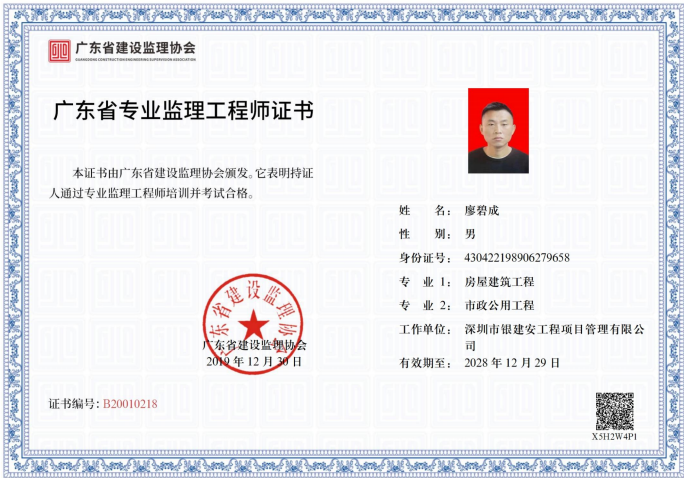 广东省建设监理协会
GUANGDONG CONSTRUCTION ENGINEERING SUPERVISION ASSOCIATION
广东省专业监理工程师证书
本证书由广东省建设监理协会颁发。它表明持证
人通过专业监理工程师培训并考试合格。
姓 名： 廖碧成
性 别： 男
身份证号： 430422198906279658
专 业 1： 房屋建筑工程
专 业 2： 市政公用工程
工作单位： 深圳市银建安工程项目管理有限公
司
有效期至： 2028 年 12 月 29 日
广东省建设监理协会
广东省建设监理协会
2019 年 12 月 30 日
证书编号：B20010218
X5H2W4P1